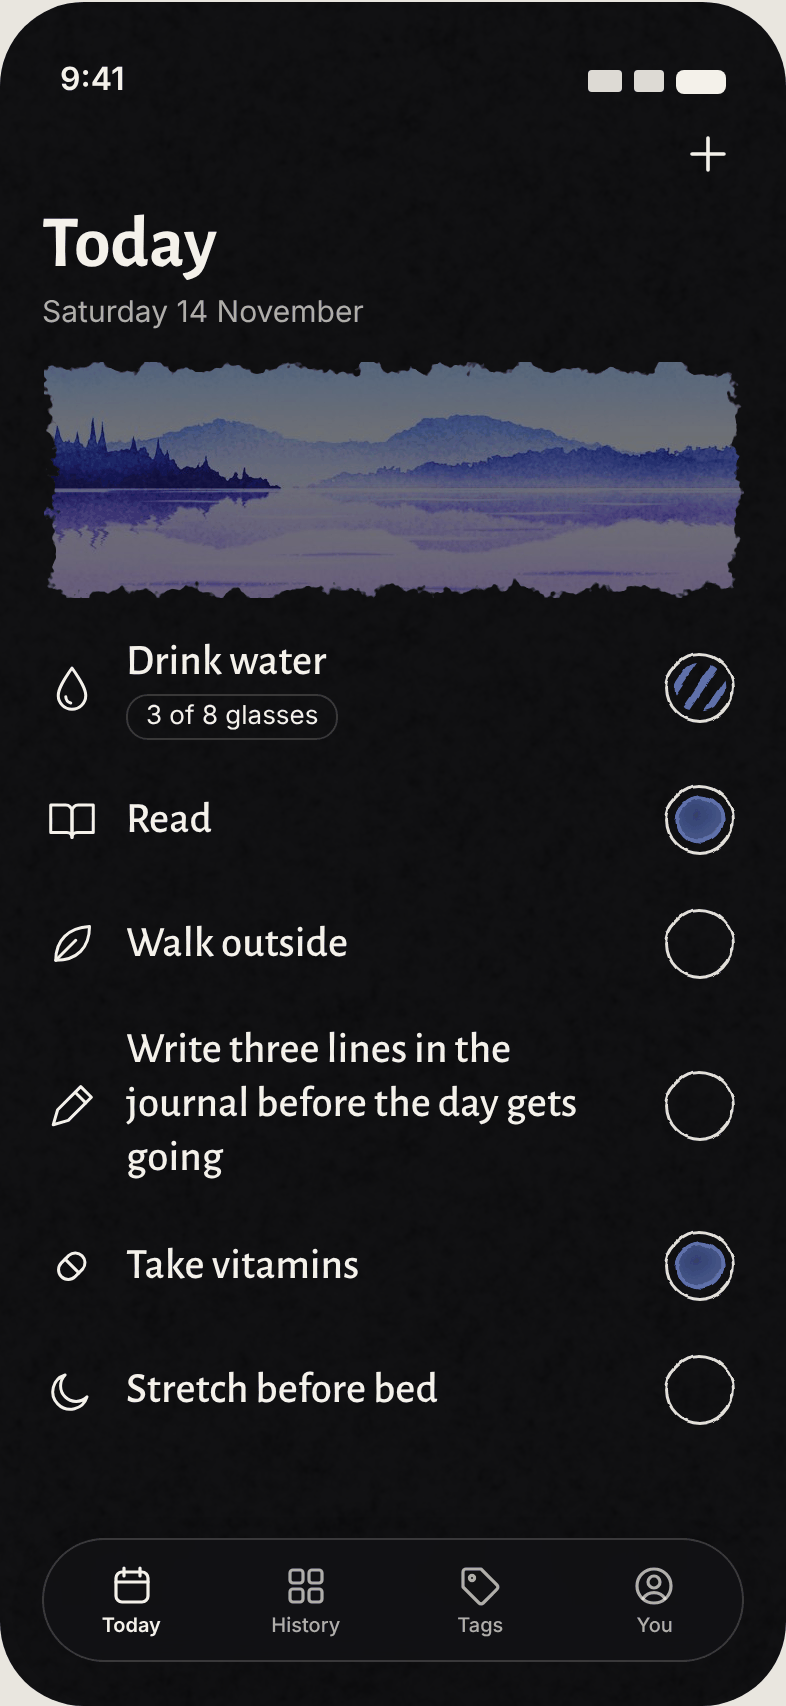 9:41
Today
Saturday 14 November
Drink water
3 of 8 glasses
Read
Walk outside
Write three lines in the
journal before the day gets
going
Take vitamins
Stretch before bed
Today
History
Tags
You